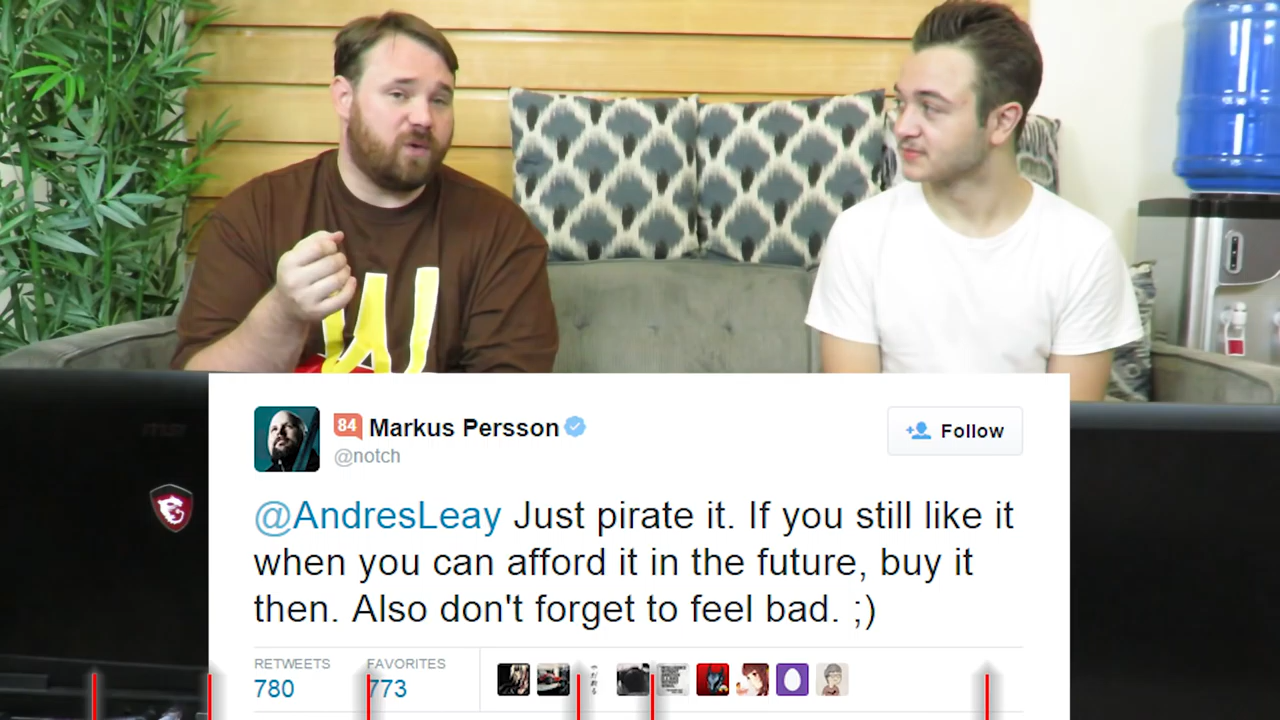 84 Markus Persson
@notch
Follow
@AndresLeay Just pirate it. If you still like it
when you can afford it in the future, buy it
then. Also don't forget to feel bad. ;)
RETWEETS FAVORITES
780 773